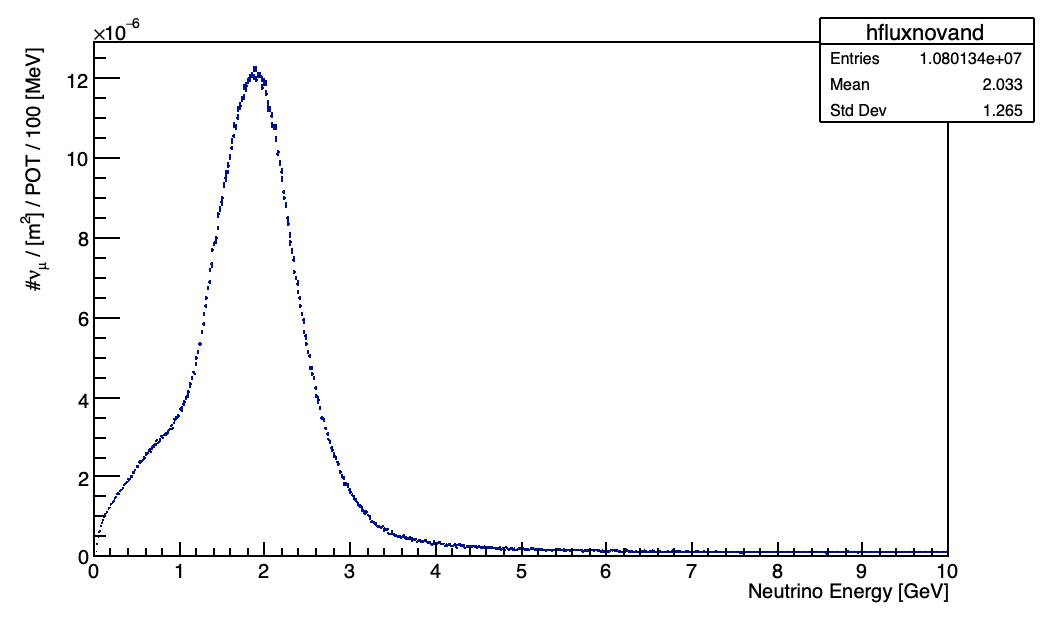 ×10⁻⁶
hfluxnovand
Entries 1.080134e+07
Mean 2.033
Std Dev 1.265
#νμ / [m²] / POT / 100 [MeV]
12
10
8
6
4
2
0
0 1 2 3 4 5 6 7 8 9 10
Neutrino Energy [GeV]